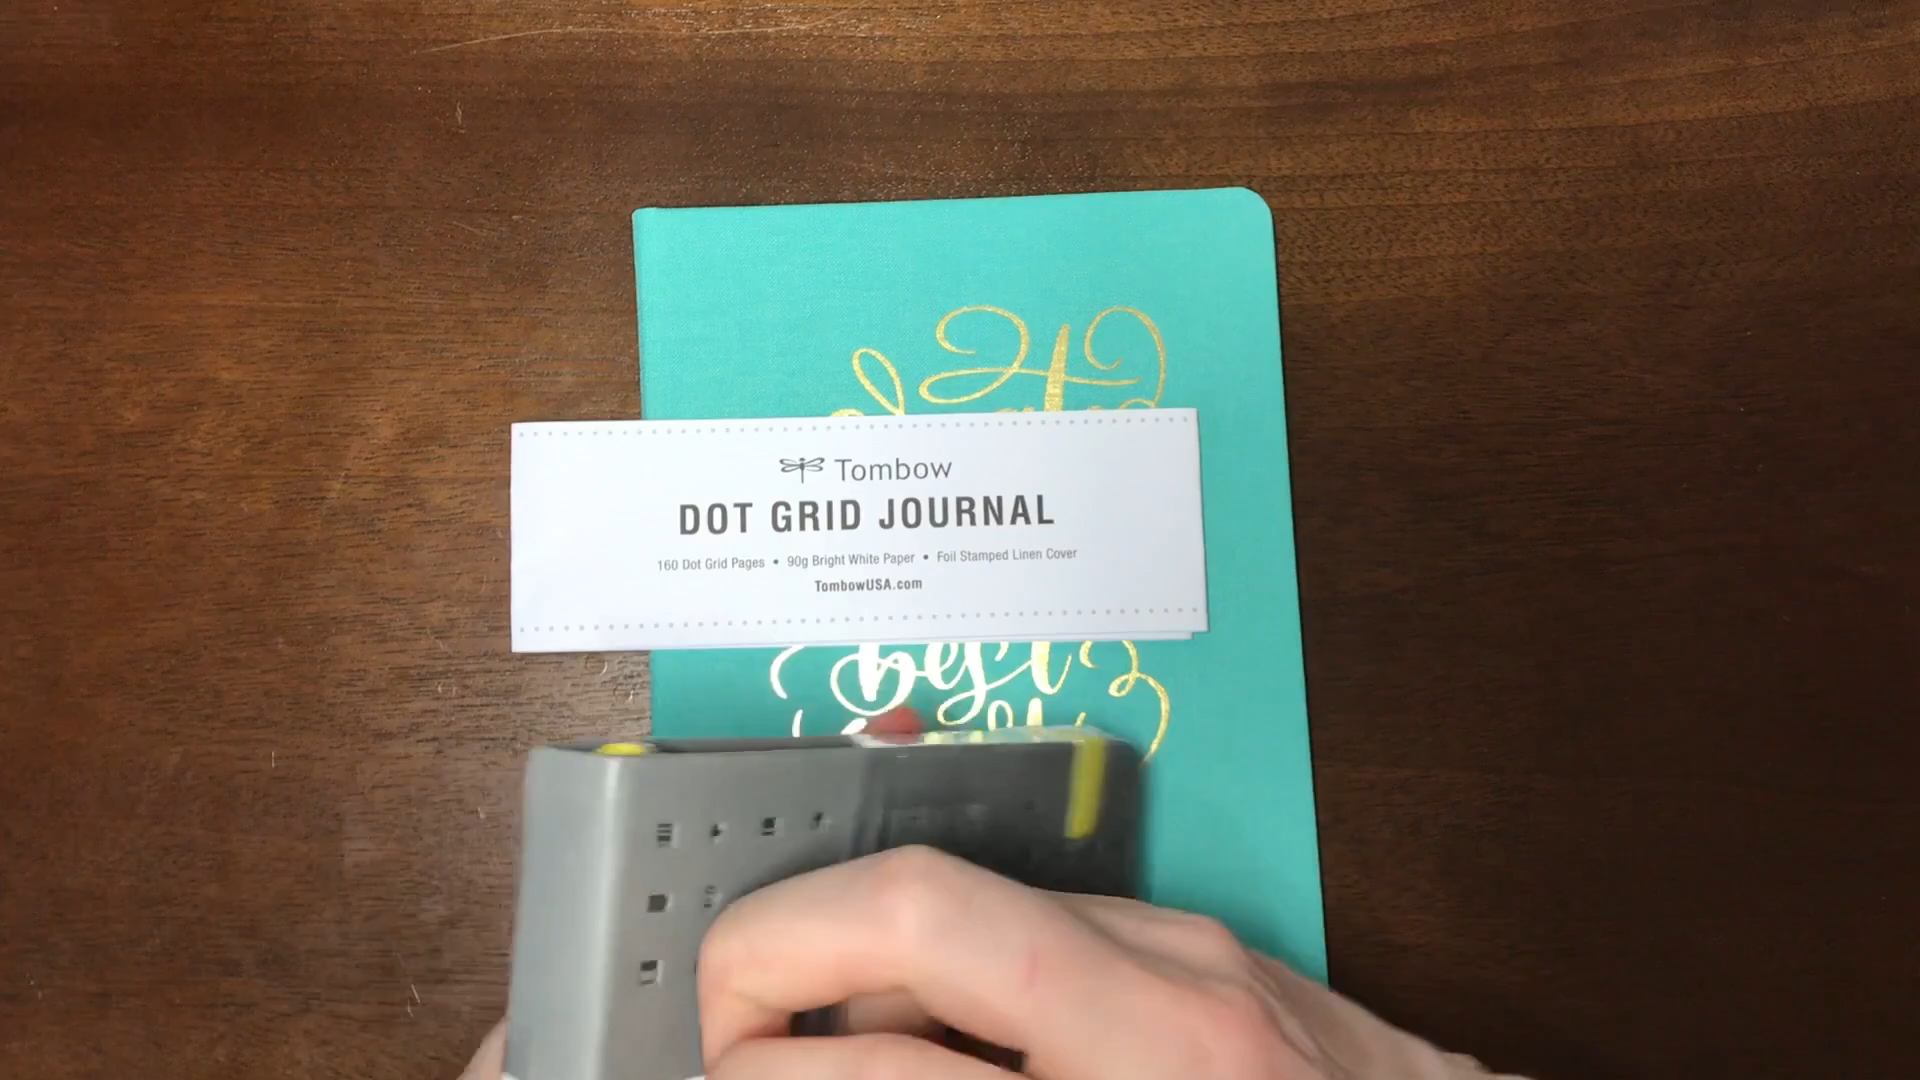 Tombow
DOT GRID JOURNAL
160 Dot Grid Pages • 90g Bright White Paper • Foil Stamped Linen Cover
TombowUSA.com
best